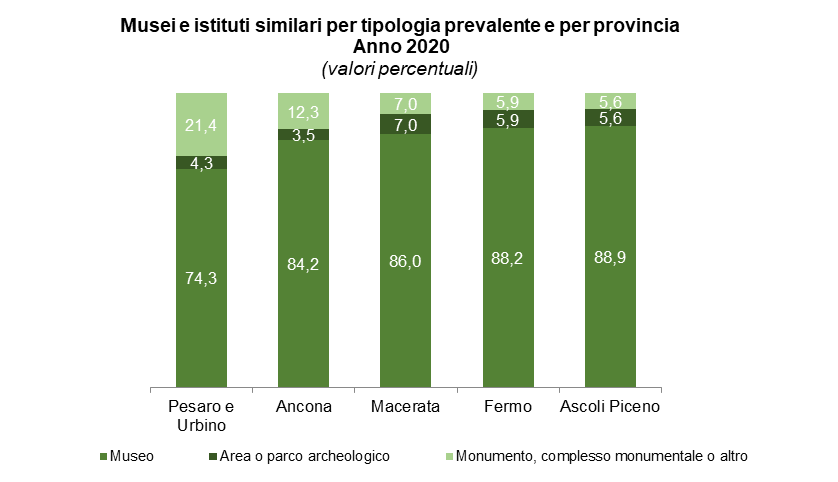 Musei e istituti similari per tipologia prevalente e per provincia
Anno 2020
(valori percentuali)
21,4 12,3 7,0 5,9 5,6
4,3 3,5 7,0 5,9 5,6
74,3 84,2 86,0 88,2 88,9
Pesaro e
Urbino
Ancona
Macerata
Fermo
Ascoli Piceno
Museo
Area o parco archeologico
Monumento, complesso monumentale o altro